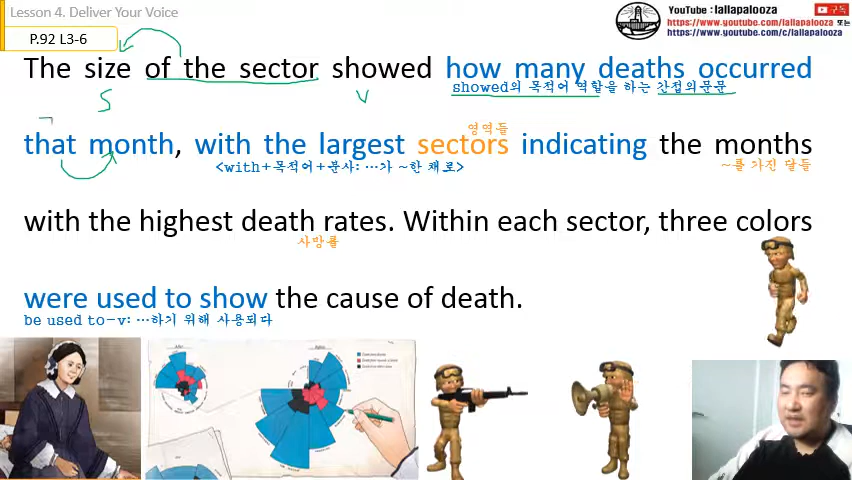 Lesson 4. Deliver Your Voice
P.92 L3-6
YouTube : @lallapalooza
구독
https://www.youtube.com/lallapalooza 또는
https://www.youtube.com/c/lallapalooza
The size of the sector showed how many deaths occurred
showed의 목적어 역할을 하는 간접의문문
S
V
that month, with the largest sectors indicating the months
영역들
<with+목적어+분사: …가 ~한 채로>
~를 가진 달들
with the highest death rates. Within each sector, three colors
사망률
were used to show the cause of death.
be used to-v: …하기 위해 사용되다